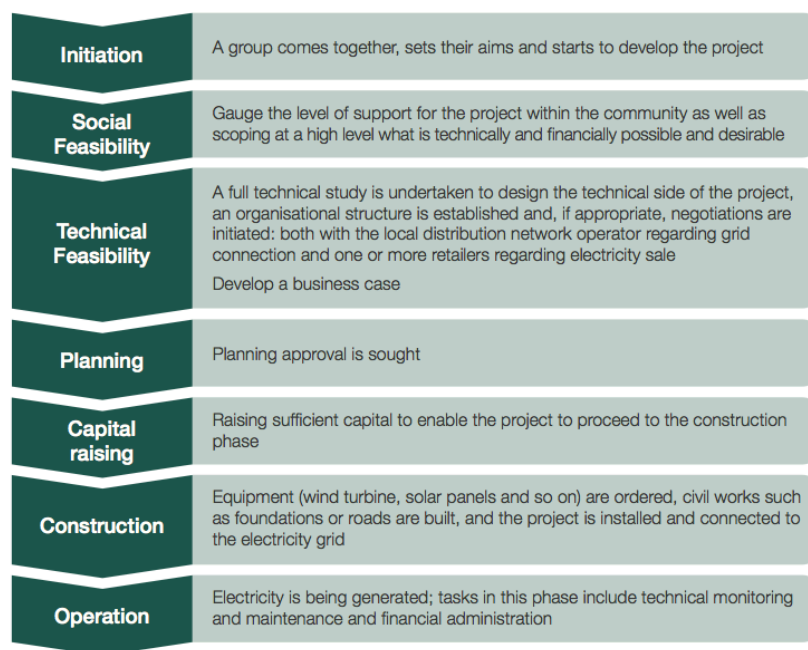 Initiation
A group comes together, sets their aims and starts to develop the project
Social
Feasibility
Gauge the level of support for the project within the community as well as
scoping at a high level what is technically and financially possible and desirable
Technical
Feasibility
A full technical study is undertaken to design the technical side of the project,
an organisational structure is established and, if appropriate, negotiations are
initiated: both with the local distribution network operator regarding grid
connection and one or more retailers regarding electricity sale
Develop a business case
Planning
Planning approval is sought
Capital
raising
Raising sufficient capital to enable the project to proceed to the construction
phase
Construction
Equipment (wind turbine, solar panels and so on) are ordered, civil works such
as foundations or roads are built, and the project is installed and connected to
the electricity grid
Operation
Electricity is being generated; tasks in this phase include technical monitoring
and maintenance and financial administration